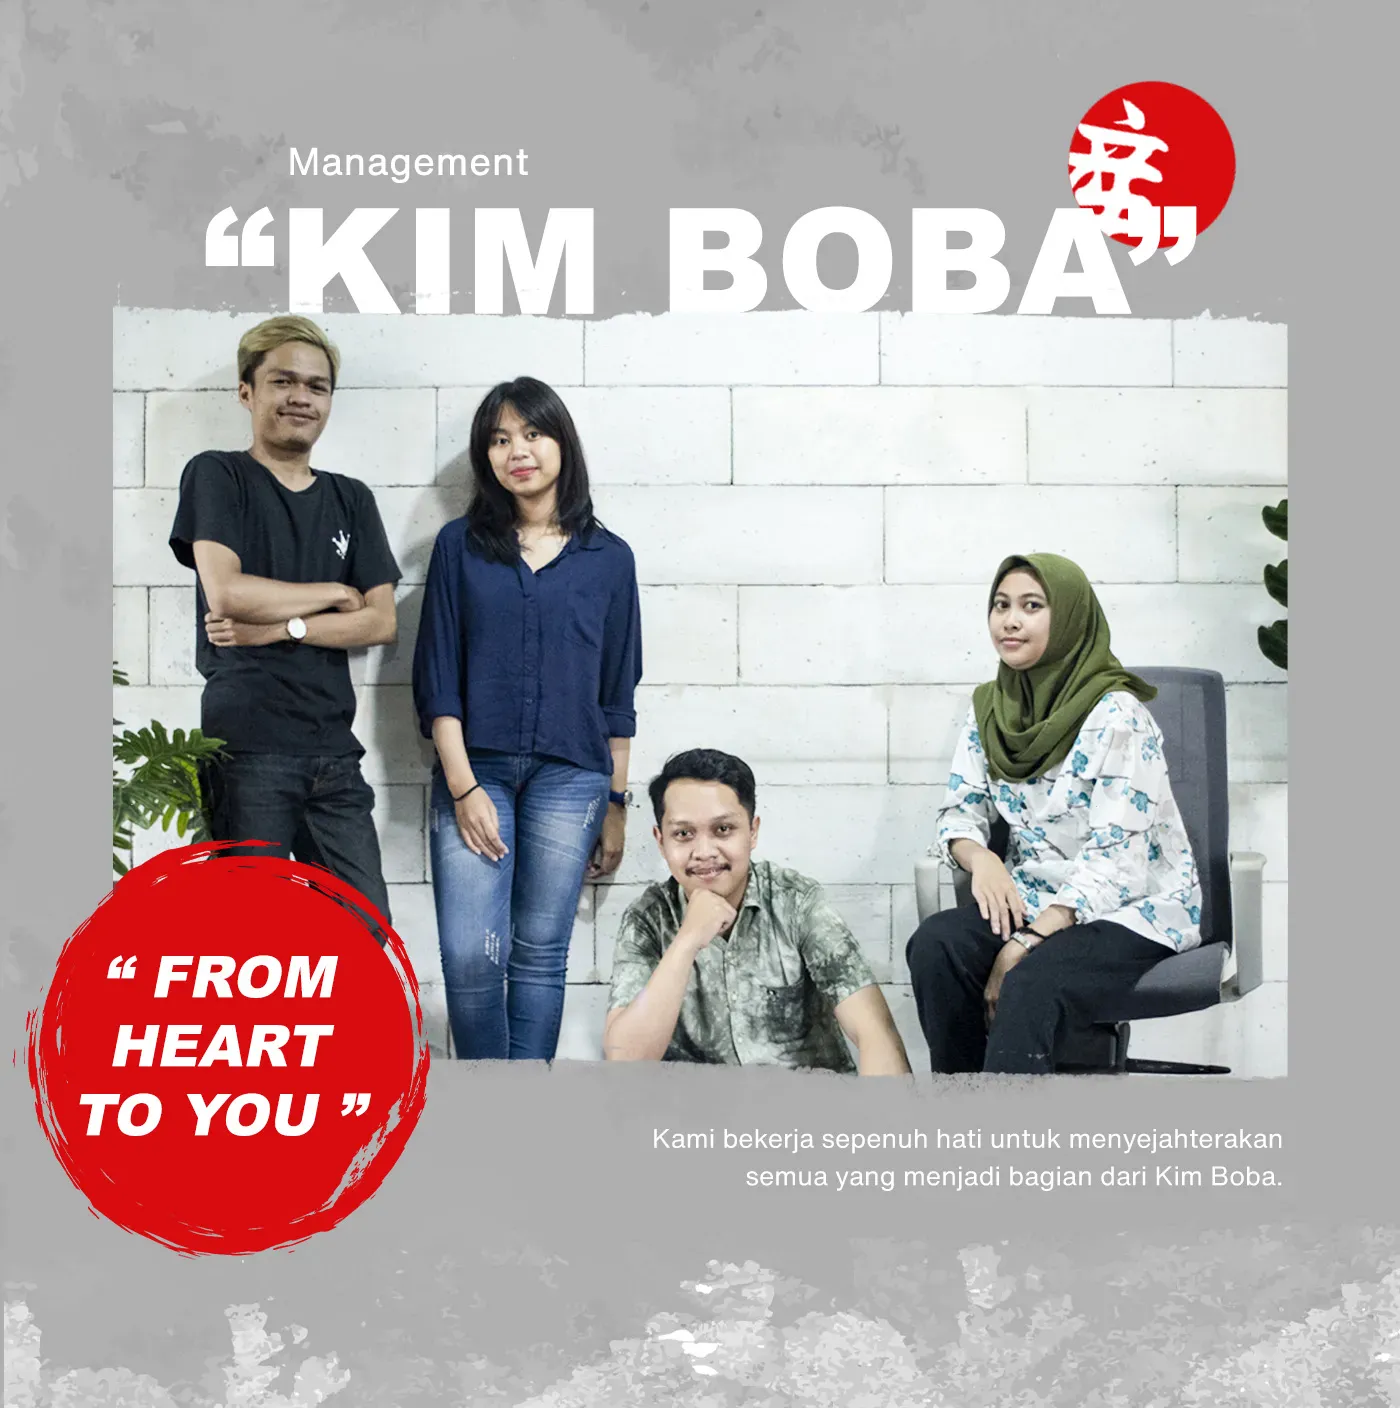 Management
“KIM BOBA”
“ FROM
HEART
TO YOU ”
Kami bekerja sepenuh hati untuk menyejahterakan
semua yang menjadi bagian dari Kim Boba.